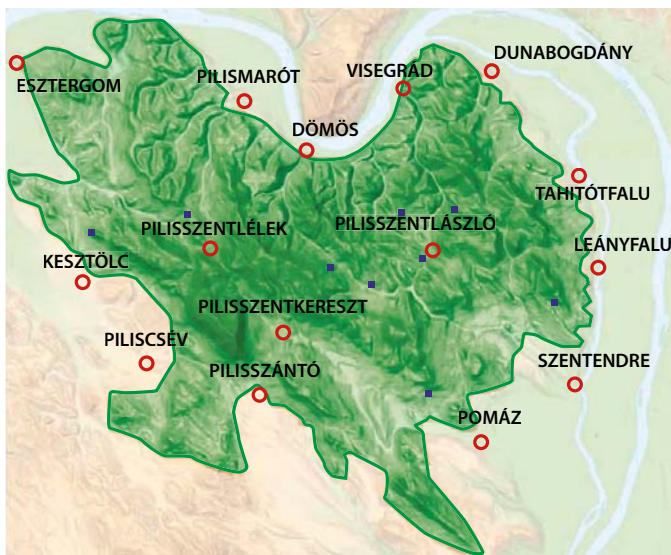 DUNABOGDÁNY
VISEGRÁD
PILISMARÓT
ESZTERGOM
DÖMÖS
TAHITÓTFALU
PILISSZENTLÁSZLÓ
PILISSZENTLÉLEK
LEÁNYFALU
KESZTÖLC
PILISSZENTKERESZT
PILISCSÉV
SZENTENDRE
PILISSZÁNTÓ
POMÁZ